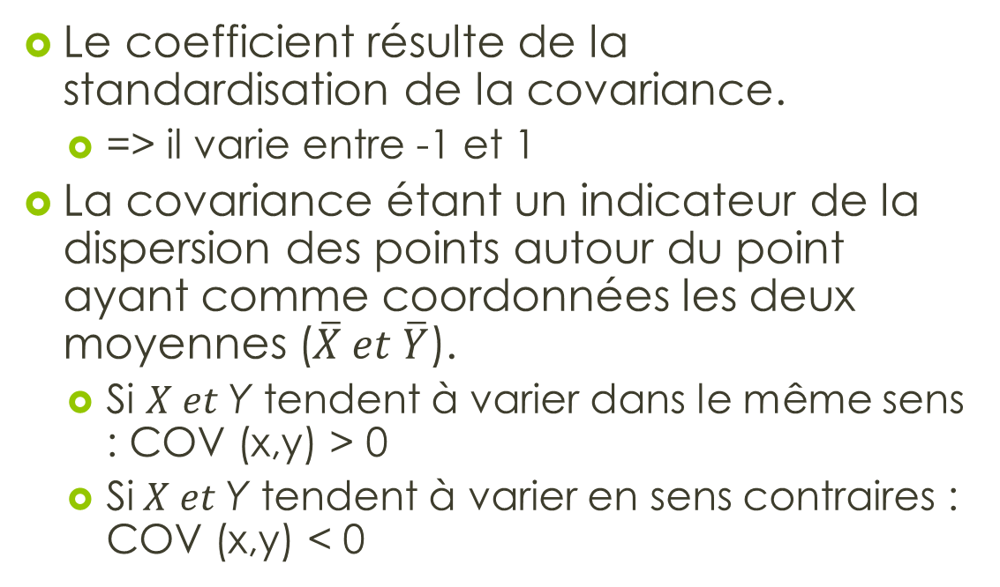 Le coefficient résulte de la
standardisation de la covariance.
=> il varie entre -1 et 1
La covariance étant un indicateur de la
dispersion des points autour du point
ayant comme coordonnées les deux
moyennes (X̅ et Y̅).
Si X et Y tendent à varier dans le même sens
: COV (x,y) > 0
Si X et Y tendent à varier en sens contraires :
COV (x,y) < 0